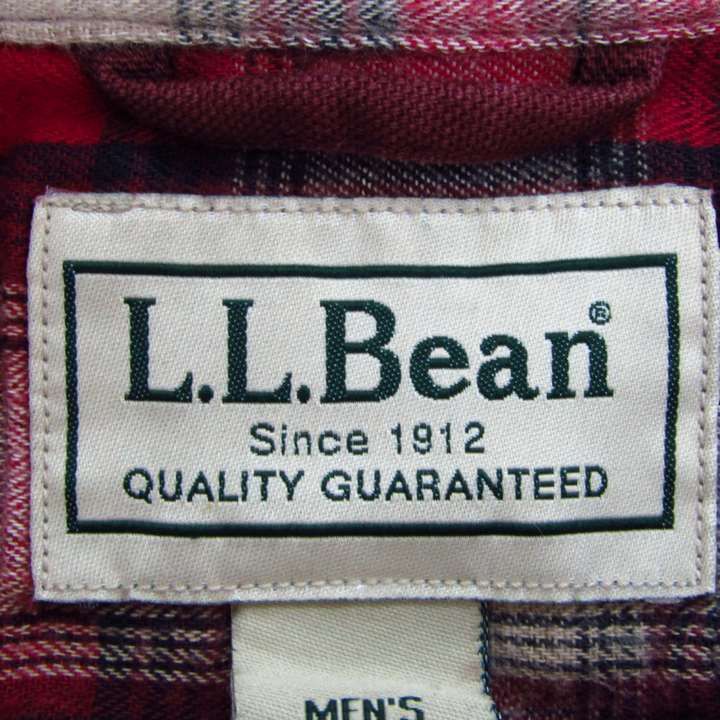 L.L.Bean®
Since 1912
QUALITY GUARANTEED
MEN'S